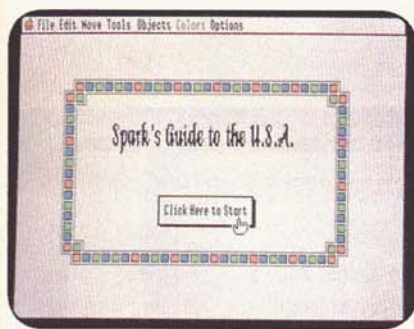 File Edit Move Tools Objects Colors Options
Spark's Guide to the U.S.A.
Click Here to Start